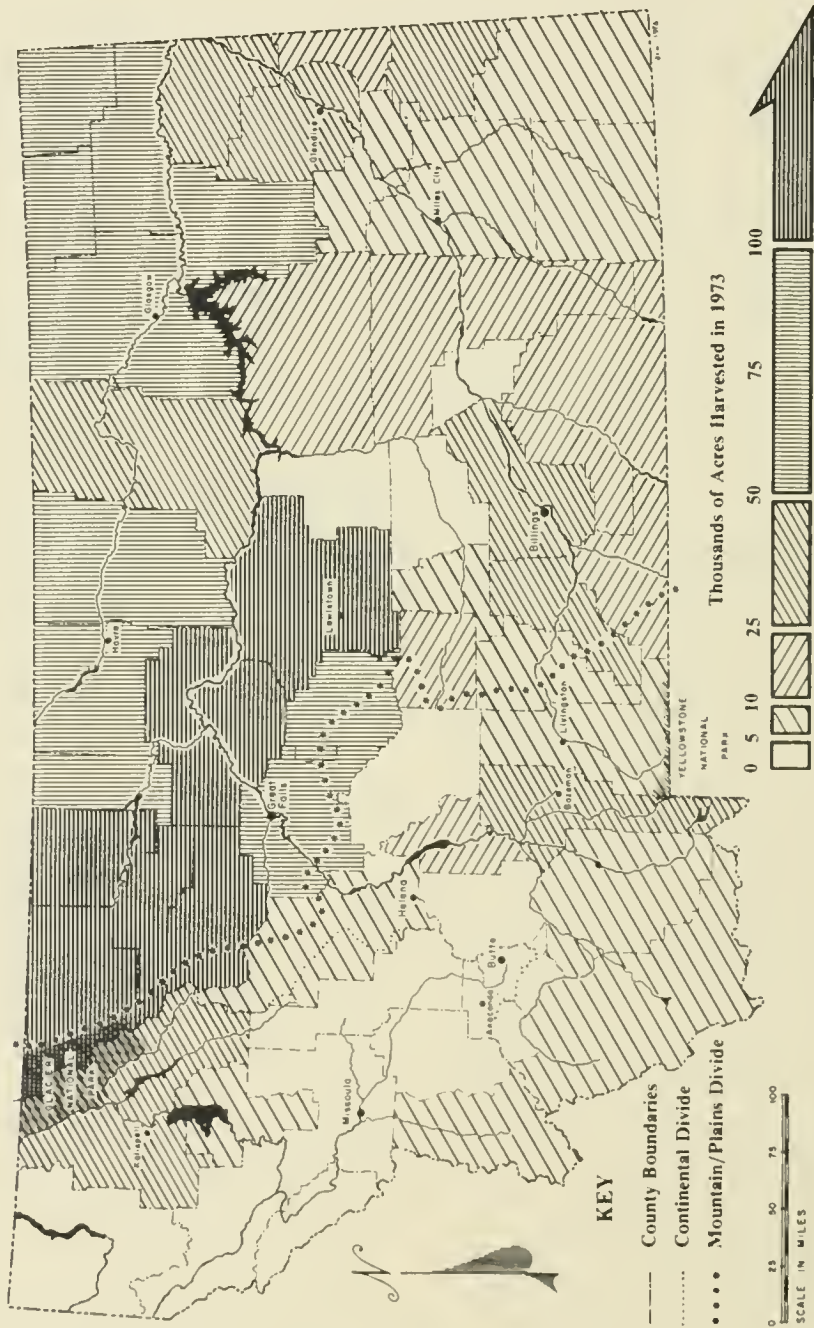 GLACIER
NATIONAL
PARK
Kalispell
Missoula
Havre
Glasgow
Great
Falls
Lewistown
Glendive
Miles City
Helena
Butte
Anaconda
Bozeman
Livingston
Billings
YELLOWSTONE
NATIONAL
PARK
KEY
County Boundaries
Continental Divide
Mountain/Plains Divide
0 25 50 75 100
SCALE IN MILES
Thousands of Acres Harvested in 1973
0 5 10 25 50 75 100
N